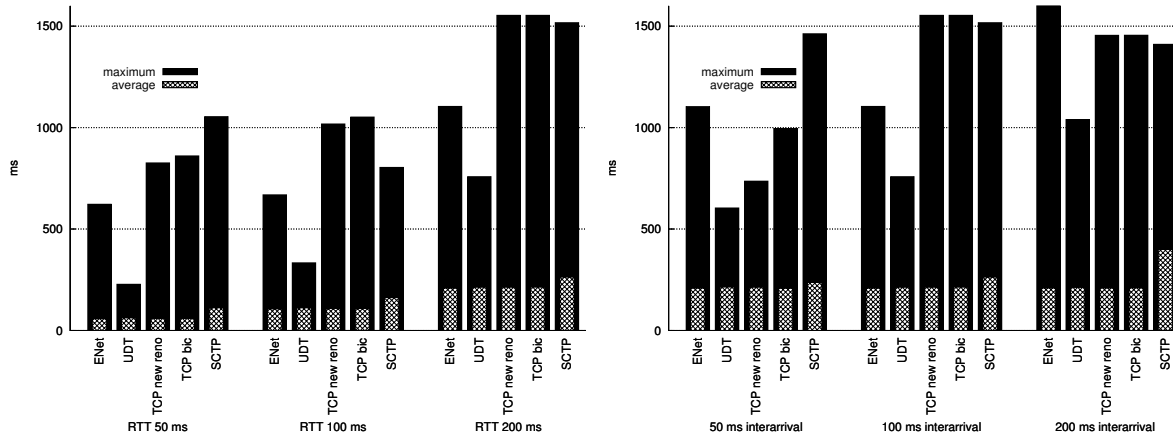 1500
1000
500
0
ms
maximum
average
ENet
UDT
TCP new reno
TCP bic
SCTP
ENet
UDT
TCP new reno
TCP bic
SCTP
ENet
UDT
TCP new reno
TCP bic
SCTP
RTT 50 ms
RTT 100 ms
RTT 200 ms
1500
1000
500
0
ms
maximum
average
ENet
UDT
TCP new reno
TCP bic
SCTP
ENet
UDT
TCP new reno
TCP bic
SCTP
ENet
UDT
TCP new reno
TCP bic
SCTP
50 ms interarrival
100 ms interarrival
200 ms interarrival